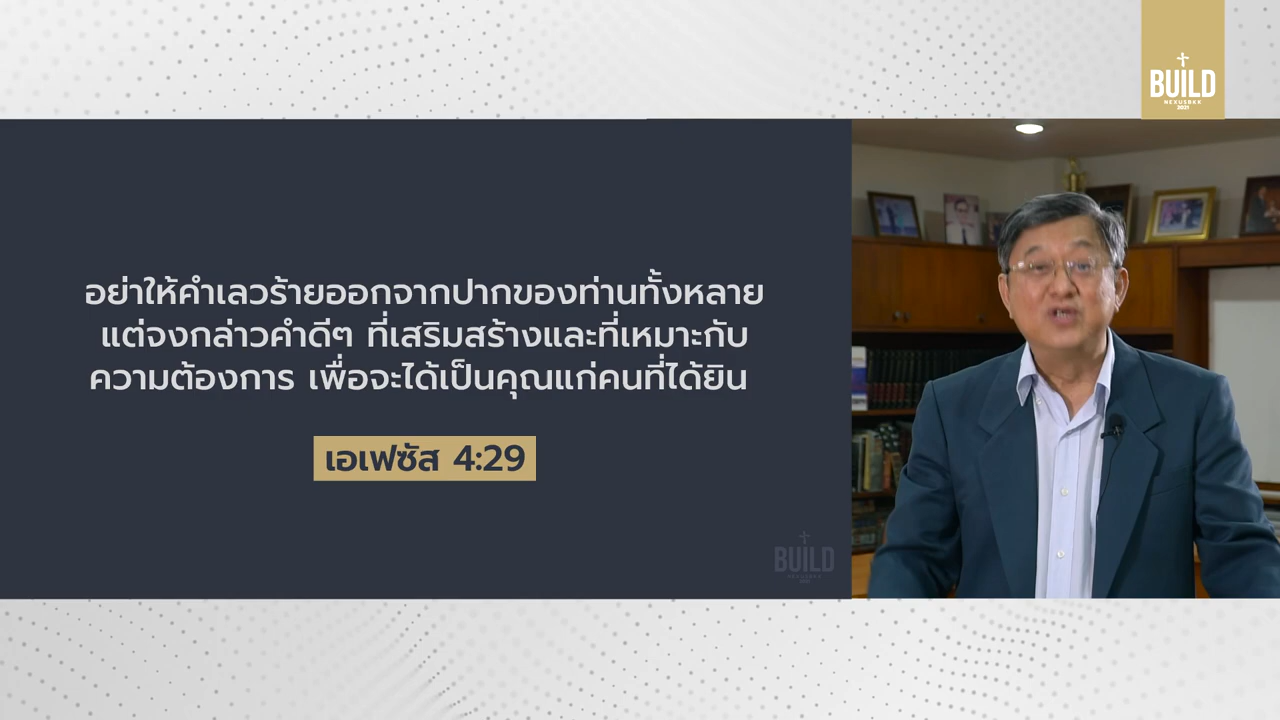 BUILD
NEXUSBKK
2021
อย่าให้คำเลวร้ายออกจากปากของท่านทั้งหลาย
แต่จงกล่าวคำดีๆ ที่เสริมสร้างและที่เหมาะกับ
ความต้องการ เพื่อจะได้เป็นคุณแก่คนที่ได้ยิน
เอเฟซัส 4:29
BUILD
NEXUSBKK
2021